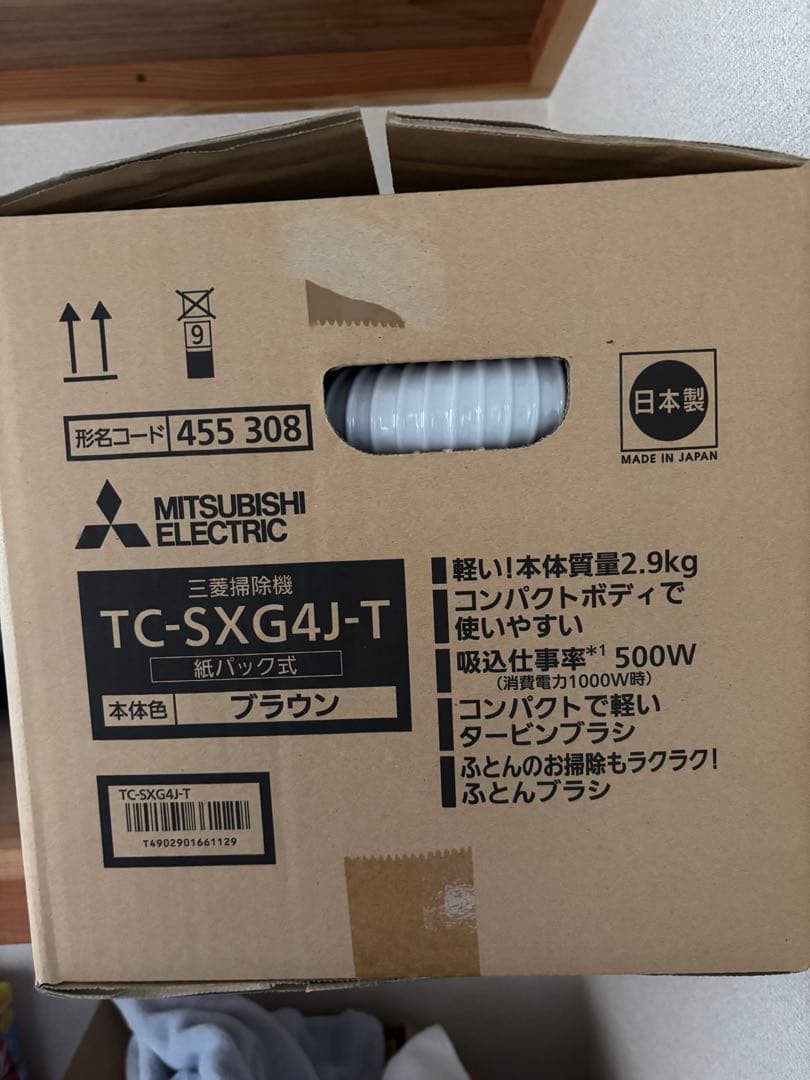 9
形名コード 455 308
日本製
MADE IN JAPAN
MITSUBISHI
ELECTRIC
三菱掃除機
TC-SXG4J-T
紙パック式
本体色 ブラウン
軽い!本体質量2.9kg
コンパクトボディで
使いやすい
吸込仕事率*1 500W
(消費電力1000W時)
コンパクトで軽い
タービンブラシ
ふとんのお掃除もラクラク!
ふとんブラシ
TC-SXG4J-T
T4902901661129